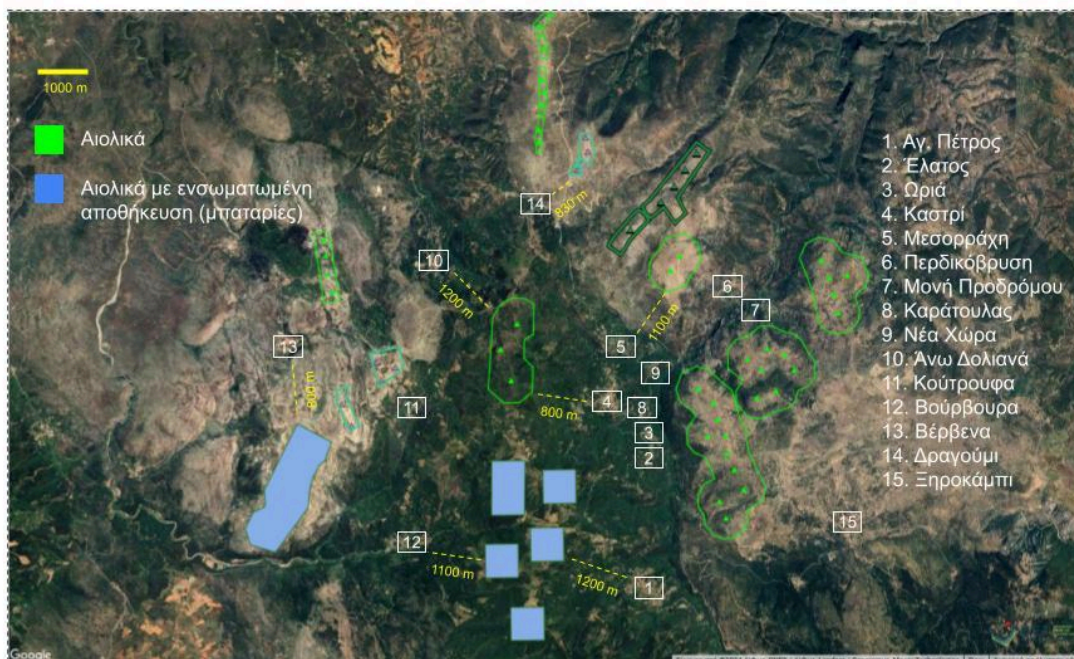 1000 m
Αιολικά
Αιολικά με ενσωματωμένη
αποθήκευση (μπαταρίες)
1. Αγ. Πέτρος
2. Έλατος
3. Ωριά
4. Καστρί
5. Μεσορράχη
6. Περδικόβρυση
7. Μονή Προδρόμου
8. Καράτουλας
9. Νέα Χώρα
10. Άνω Δολιανά
11. Κούτρουφα
12. Βούρβουρα
13. Βέρβενα
14. Δραγούμι
15. Ξηροκάμπι
14
830 m
10
1200 m
6
7
13
800 m
5
1100 m
9
11
4
800 m
8
3
2
15
12
1100 m
1200 m
1
Google